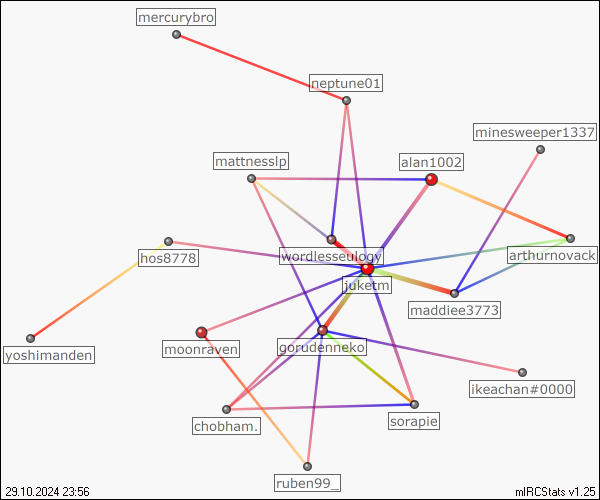 mercurybro
neptune01
minesweeper1337
mattnesslp
alan1002
wordlesseulogy
arthurnovack
hos8778
juketm
maddiee3773
yoshimanden
moonraven
gorudenneko
ikeachan#0000
chobham.
sorapie
ruben99_
29.10.2024 23:56
mIRCStats v1.25